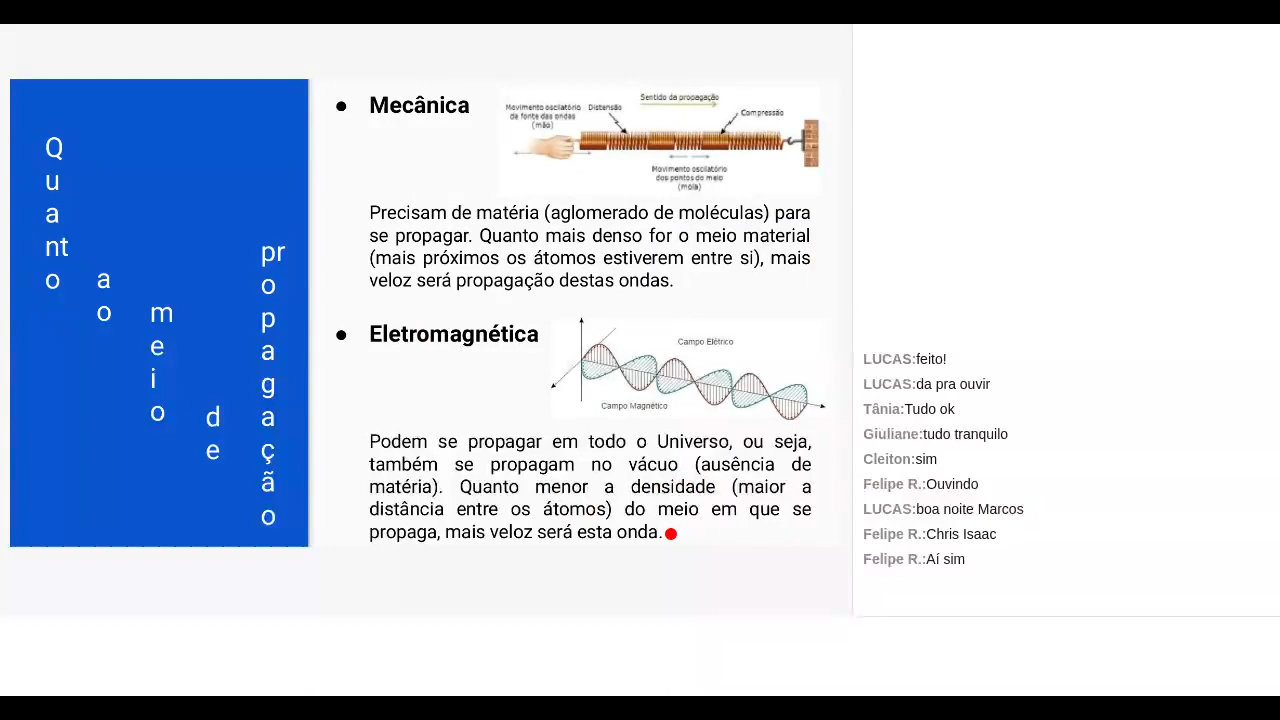 Quanto
ao
meio
de
propagação
● Mecânica
Movimento oscilatório
da fonte das ondas
(mão)
Distensão
Sentido da propagação
Compressão
Movimento oscilatório
dos pontos do meio
(mola)
Precisam de matéria (aglomerado de moléculas) para
se propagar. Quanto mais denso for o meio material
(mais próximos os átomos estiverem entre si), mais
veloz será propagação destas ondas.
● Eletromagnética
Campo Elétrico
Campo Magnético
Podem se propagar em todo o Universo, ou seja,
também se propagam no vácuo (ausência de
matéria). Quanto menor a densidade (maior a
distância entre os átomos) do meio em que se
propaga, mais veloz será esta onda.
LUCAS:feito!
LUCAS:da pra ouvir
Tânia:Tudo ok
Giuliane:tudo tranquilo
Cleiton:sim
Felipe R.:Ouvindo
LUCAS:boa noite Marcos
Felipe R.:Chris Isaac
Felipe R.:Aí sim